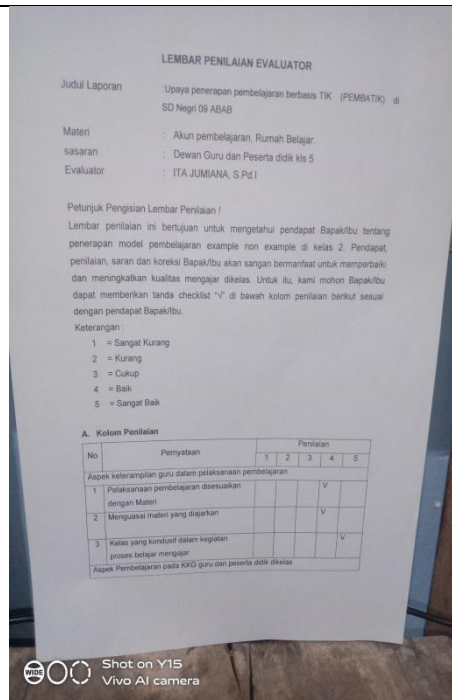 LEMBAR PENILAIAN EVALUATOR
Judul Laporan :Upaya penerapan pembelajaran berbasis TIK (PEMBATIK) di
SD Negri 09 ABAB
Materi : Akun pembelajaran, Rumah Belajar.
sasaran : Dewan Guru dan Peserta didik kls 5
Evaluator : ITA JUMIANA, S.Pd.I
Petunjuk Pengisian Lembar Penilaian !
Lembar penilaian ini bertujuan untuk mengetahui pendapat Bapak/Ibu tentang
penerapan model pembelajaran example non example di kelas 2. Pendapat,
penilaian, saran dan koreksi Bapak/Ibu akan sangan bermanfaat untuk memperbaiki
dan meningkatkan kualitas mengajar dikelas. Untuk itu, kami mohon Bapak/Ibu
dapat memberikan tanda checklist "√" di bawah kolom penilaian berikut sesuai
dengan pendapat Bapak/Ibu.
Keterangan :
1 = Sangat Kurang
2 = Kurang
3 = Cukup
4 = Baik
5 = Sangat Baik
A. Kolom Penilaian
No Pernyataan Penilaian
1 2 3 4 5
Aspek keterampilan guru dalam pelaksanaan pembelajaran
1 Pelaksanaan pembelajaran disesuaikan V
dengan Materi
2 Menguasai materi yang diajarkan V
3 Kelas yang kondusif dalam kegiatan V
proses belajar mengajar
Aspek Pembelajaran pada KKG guru dan peserta didik dikelas
WIDE Shot on Y15
Vivo AI camera